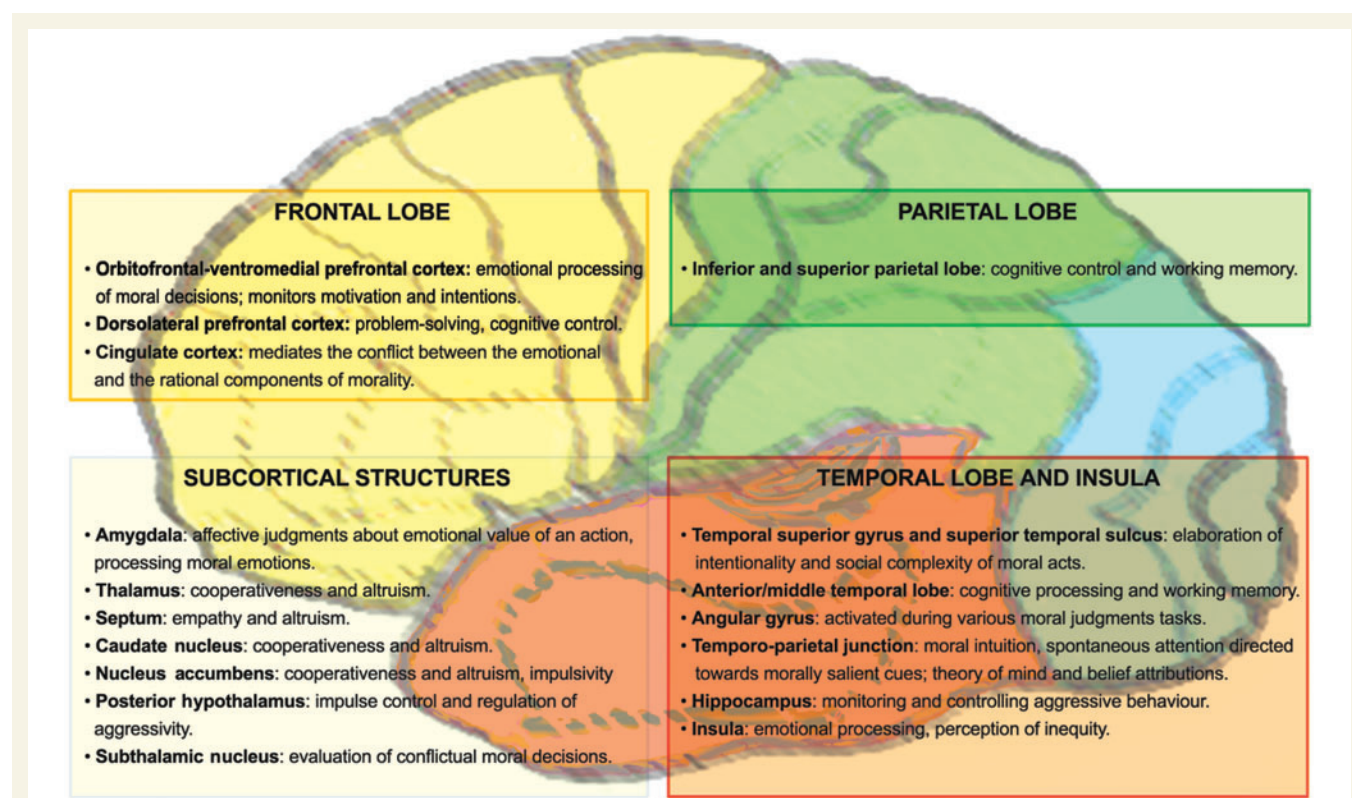 FRONTAL LOBE
• Orbitofrontal-ventromedial prefrontal cortex: emotional processing
of moral decisions; monitors motivation and intentions.
• Dorsolateral prefrontal cortex: problem-solving, cognitive control.
• Cingulate cortex: mediates the conflict between the emotional
and the rational components of morality.
PARIETAL LOBE
• Inferior and superior parietal lobe: cognitive control and working memory.
SUBCORTICAL STRUCTURES
• Amygdala: affective judgments about emotional value of an action,
processing moral emotions.
• Thalamus: cooperativeness and altruism.
• Septum: empathy and altruism.
• Caudate nucleus: cooperativeness and altruism.
• Nucleus accumbens: cooperativeness and altruism, impulsivity
• Posterior hypothalamus: impulse control and regulation of
aggressivity.
• Subthalamic nucleus: evaluation of conflictual moral decisions.
TEMPORAL LOBE AND INSULA
• Temporal superior gyrus and superior temporal sulcus: elaboration of
intentionality and social complexity of moral acts.
• Anterior/middle temporal lobe: cognitive processing and working memory.
• Angular gyrus: activated during various moral judgments tasks.
• Temporo-parietal junction: moral intuition, spontaneous attention directed
towards morally salient cues; theory of mind and belief attributions.
• Hippocampus: monitoring and controlling aggressive behaviour.
• Insula: emotional processing, perception of inequity.